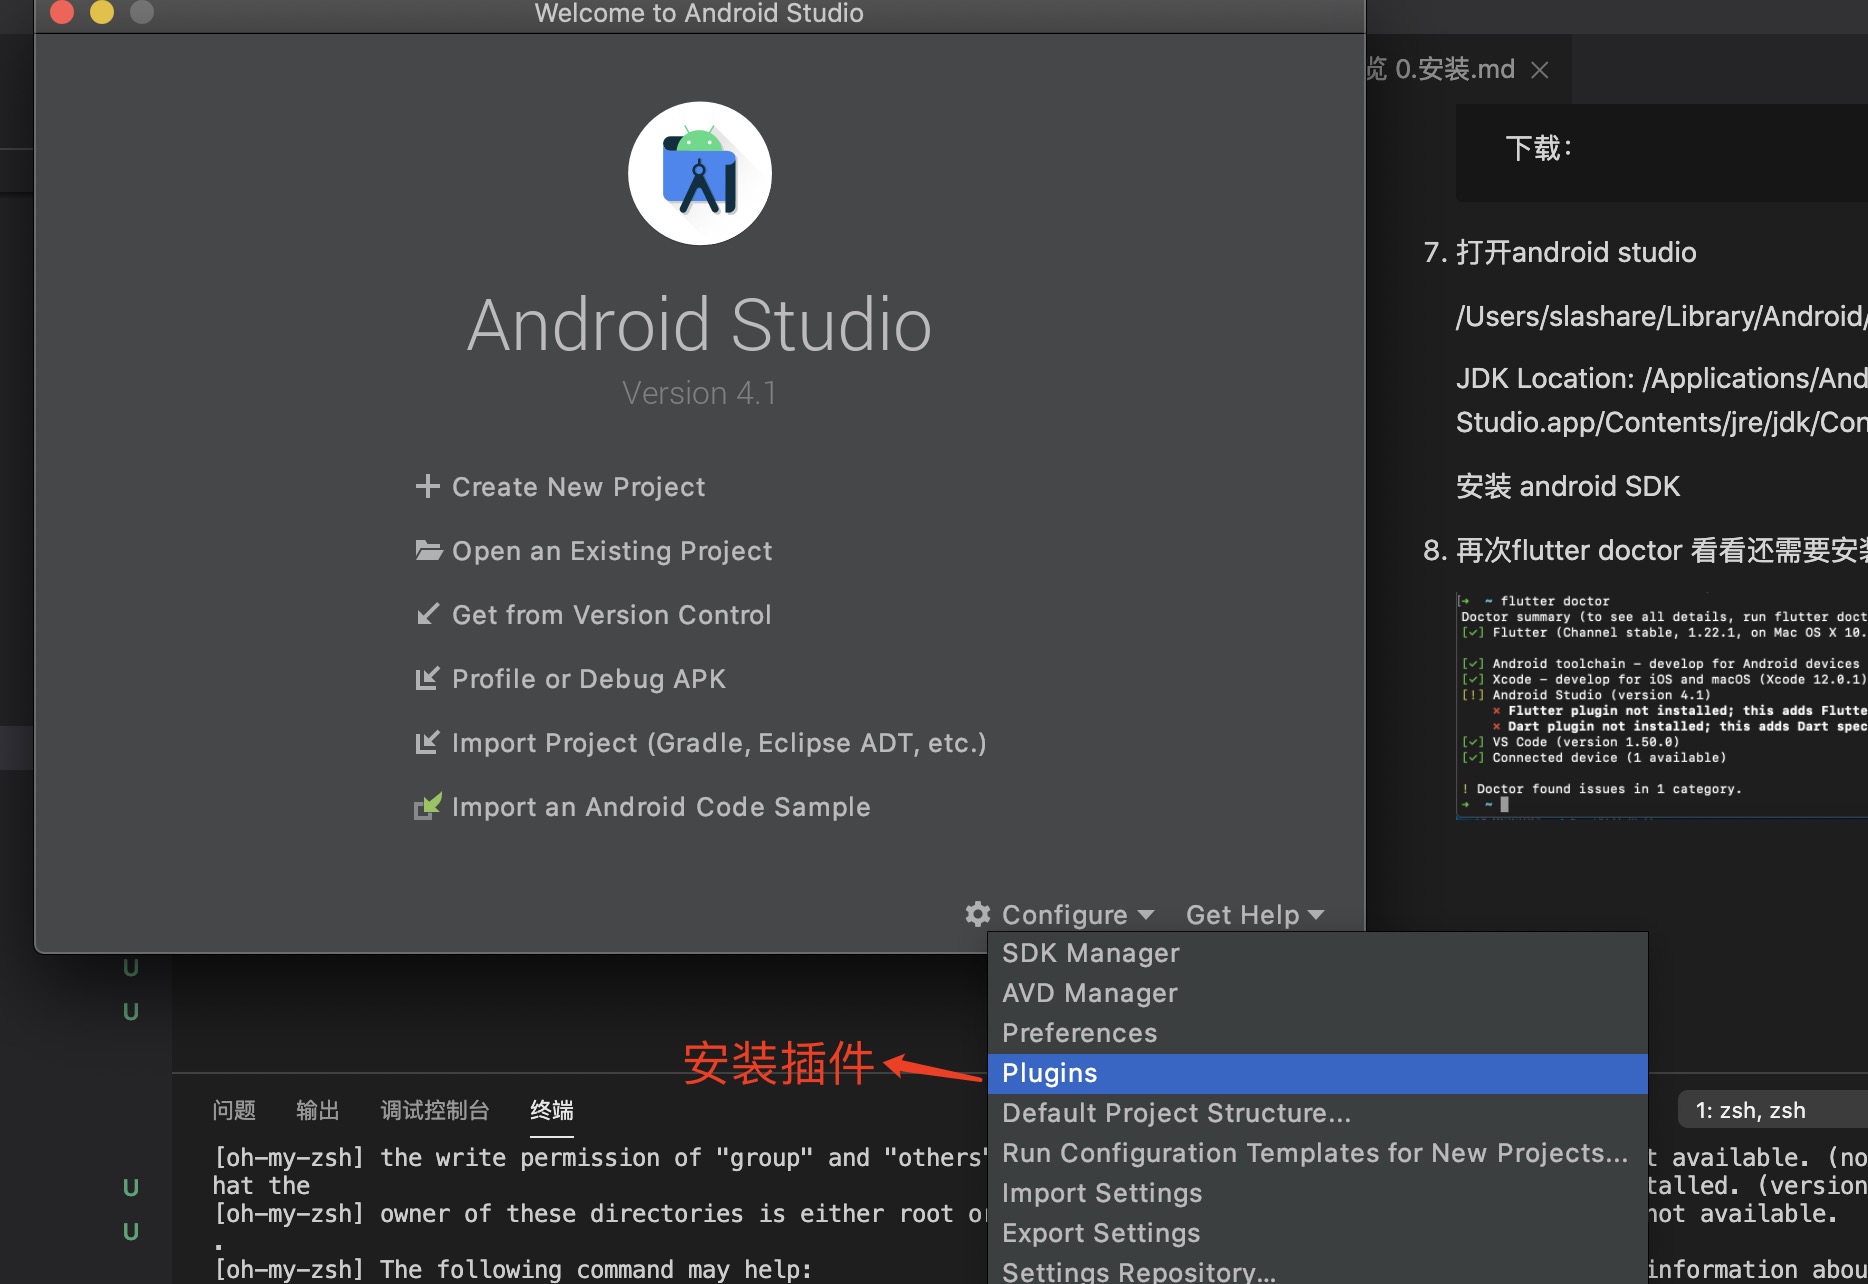 Welcome to Android Studio
Android Studio
Version 4.1
Create New Project
Open an Existing Project
Get from Version Control
Profile or Debug APK
Import Project (Gradle, Eclipse ADT, etc.)
Import an Android Code Sample
Configure
Get Help
SDK Manager
AVD Manager
Preferences
Plugins
Default Project Structure...
Run Configuration Templates for New Projects...
Import Settings
Export Settings
Settings Repository...
安装插件
览 0.安装.md
下载:
7. 打开android studio
/Users/slashare/Library/Android/
JDK Location: /Applications/And
Studio.app/Contents/jre/jdk/Con
安装 android SDK
8. 再次flutter doctor 看看还需要安装
~ flutter doctor
Doctor summary (to see all details, run flutter doct
[✓] Flutter (Channel stable, 1.22.1, on Mac OS X 10.
[✓] Android toolchain - develop for Android devices
[✓] Xcode - develop for iOS and macOS (Xcode 12.0.1)
[!] Android Studio (version 4.1)
× Flutter plugin not installed; this adds Flutte
× Dart plugin not installed; this adds Dart spec
[✓] VS Code (version 1.50.0)
[✓] Connected device (1 available)
! Doctor found issues in 1 category.
~
U
U
U
U
问题 输出 调试控制台 终端
1: zsh, zsh
[oh-my-zsh] the write permission of "group" and "others"
hat the
[oh-my-zsh] owner of these directories is either root or
.
[oh-my-zsh] The following command may help:
t available. (no
talled. (version
not available.
information abou